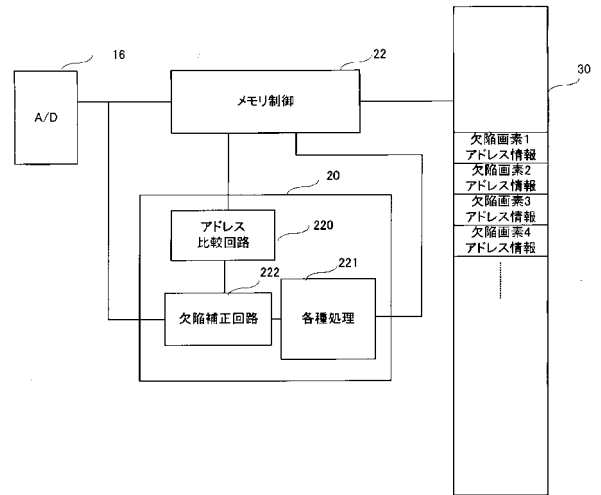 16
A/D
22
メモリ制御
30
欠陥画素1
アドレス情報
欠陥画素2
アドレス情報
欠陥画素3
アドレス情報
欠陥画素4
アドレス情報
20
アドレス
比較回路
220
222
221
欠陥補正回路
各種処理